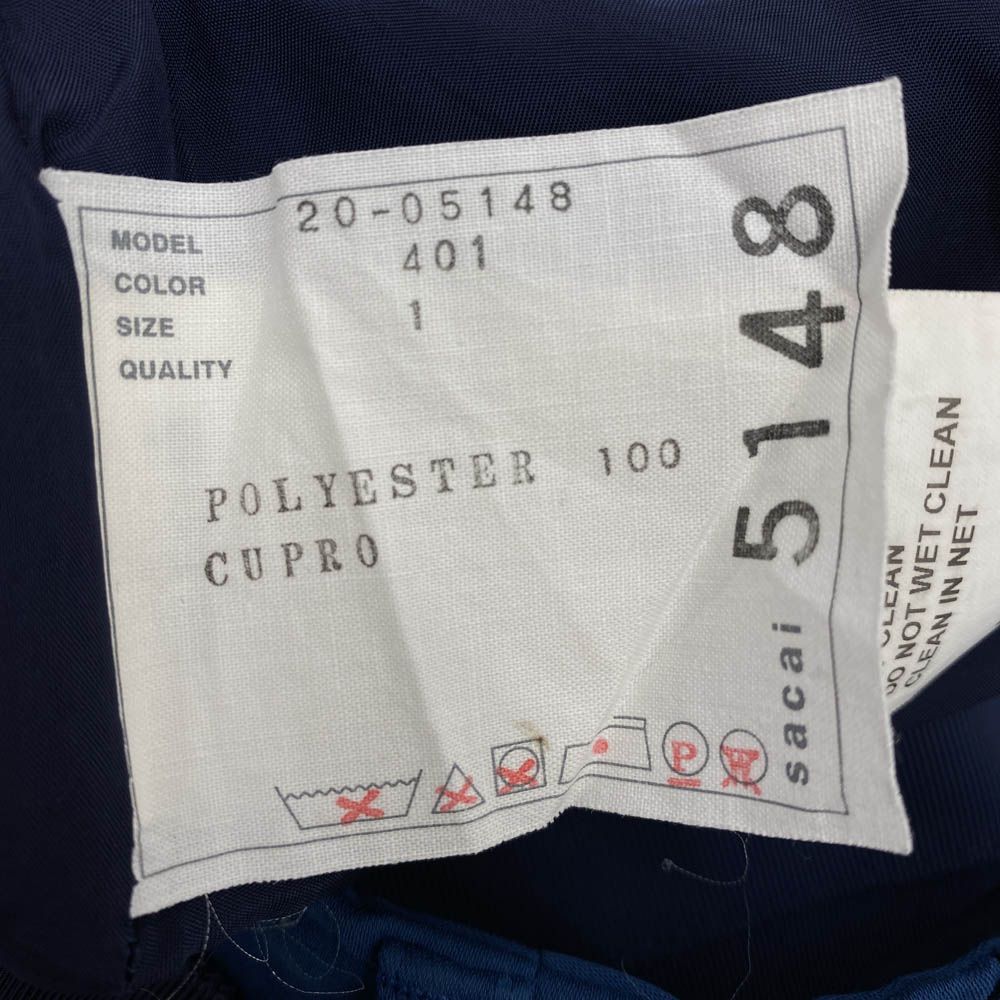 MODEL 20-05148
COLOR 401
SIZE 1
QUALITY
POLYESTER 100
CUPRO
5148
sacai
P
W
CLEAN
DO NOT WET CLEAN
CLEAN IN NET